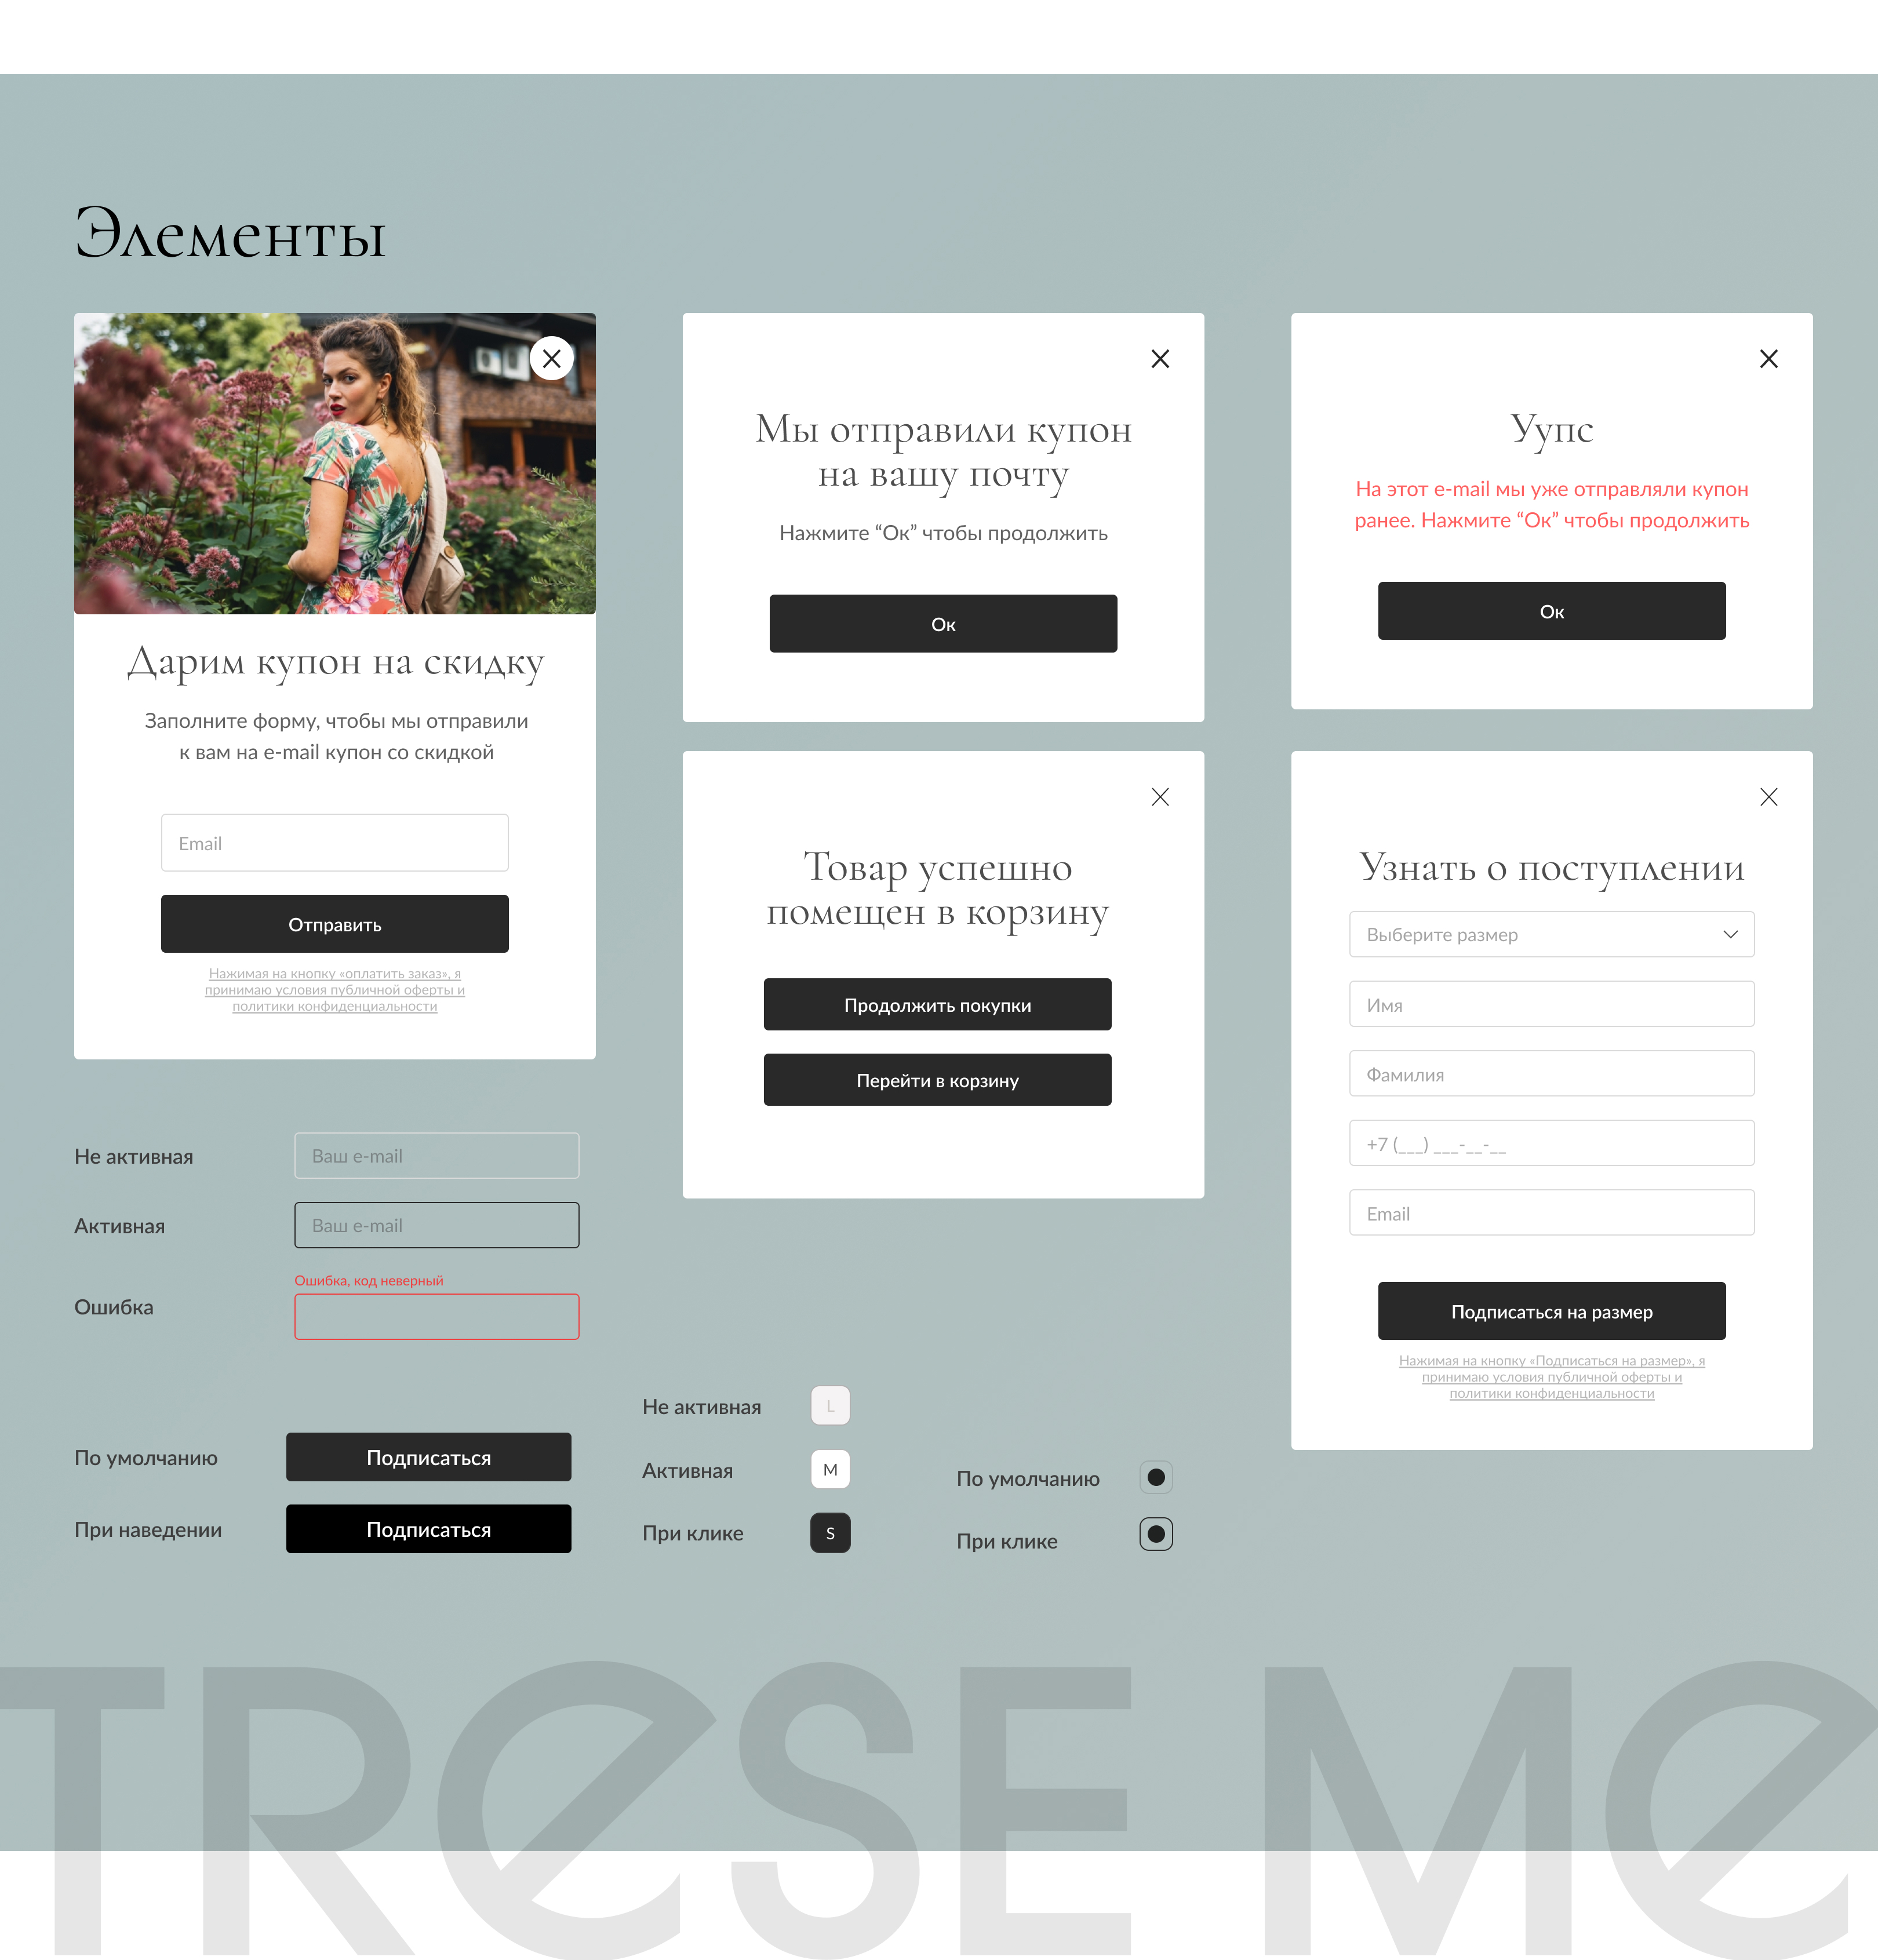 Элементы
Дарим купон на скидку
Заполните форму, чтобы мы отправили
к вам на e-mail купон со скидкой
Email
Отправить
Нажимая на кнопку «оплатить заказ», я
принимаю условия публичной оферты и
политики конфиденциальности
Мы отправили купон
на вашу почту
Нажмите “Ок” чтобы продолжить
Ок
Уупс
На этот e-mail мы уже отправляли купон
ранее. Нажмите “Ок” чтобы продолжить
Ок
Товар успешно
помещен в корзину
Продолжить покупки
Перейти в корзину
Узнать о поступлении
Выберите размер
Имя
Фамилия
+7 (___) ___-__-__
Email
Подписаться на размер
Нажимая на кнопку «Подписаться на размер», я
принимаю условия публичной оферты и
политики конфиденциальности
Не активная
Ваш e-mail
Активная
Ваш e-mail
Ошибка, код неверный
Ошибка
По умолчанию
Подписаться
При наведении
Подписаться
Не активная
L
Активная
M
При клике
S
По умолчанию
При клике
TReSE Me